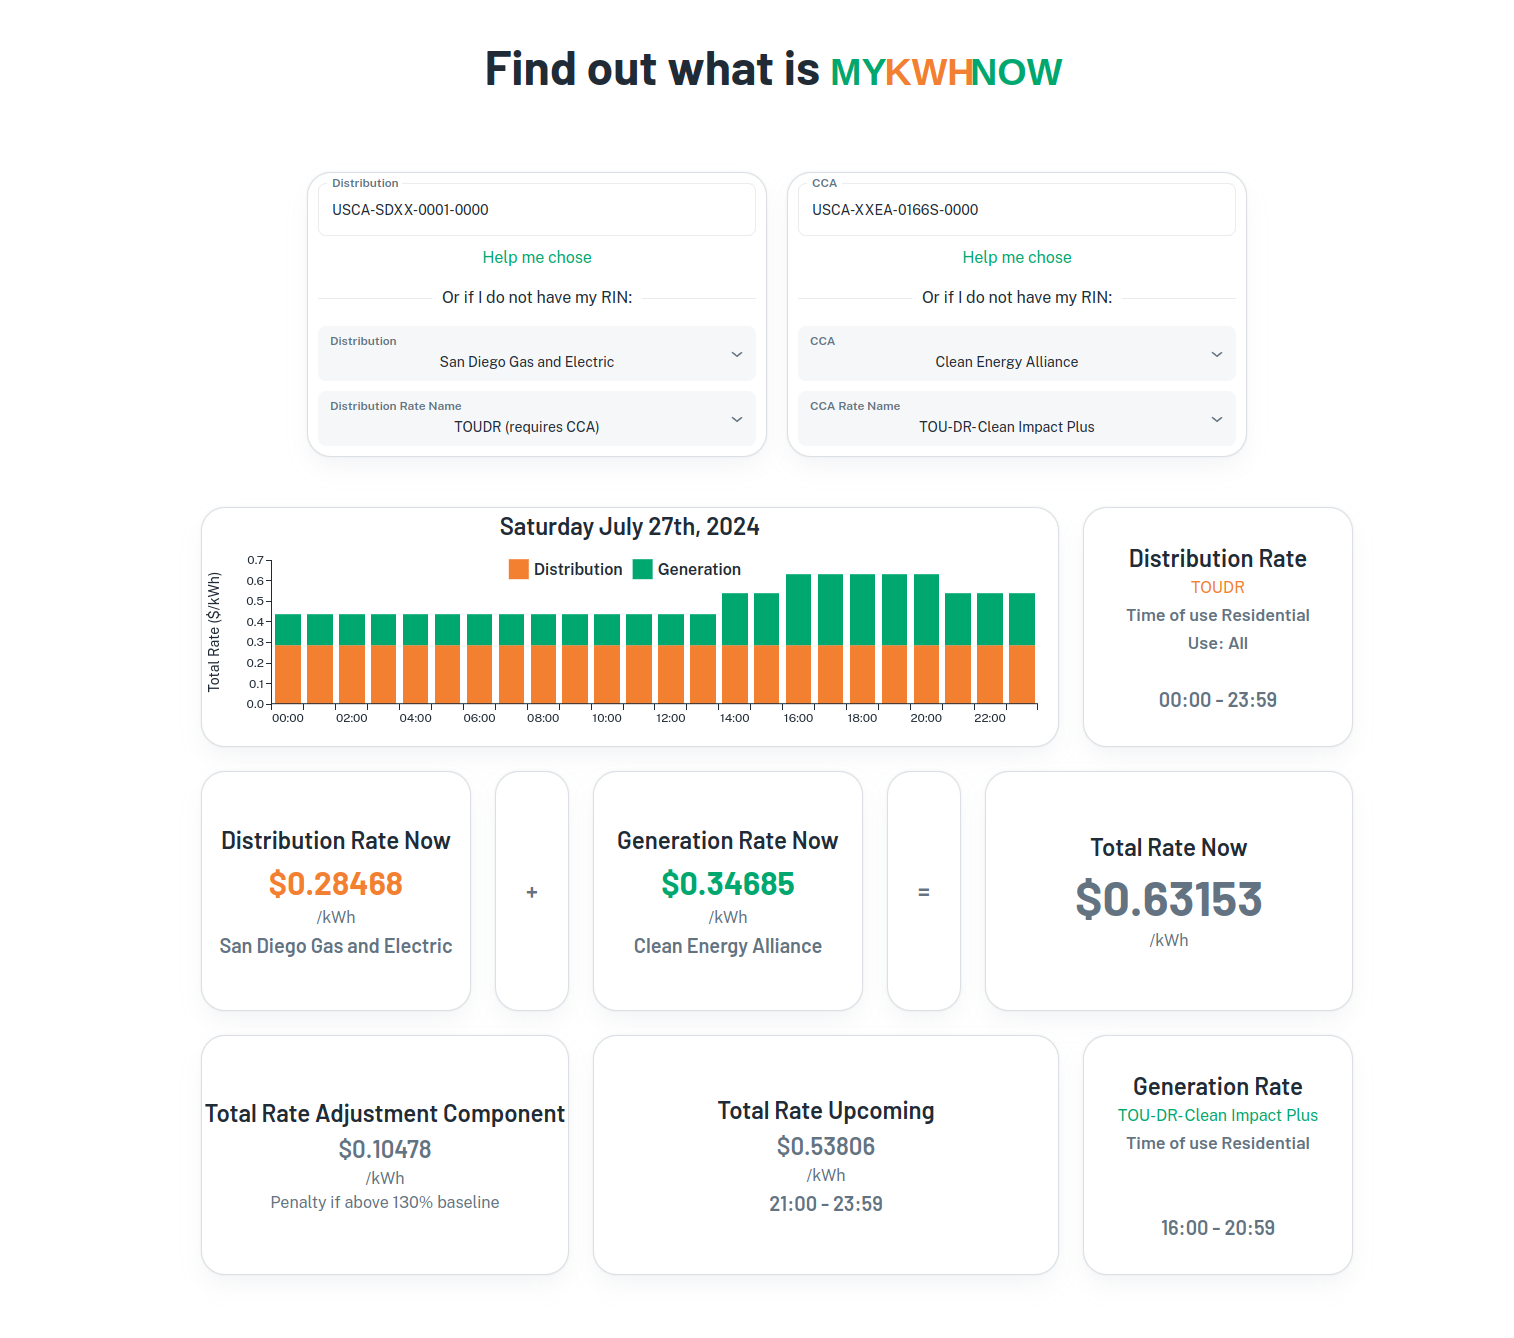 Find out what is MYKWHNOW
Distribution
USCA-SDXX-0001-0000
Help me chose
Or if I do not have my RIN:
Distribution
San Diego Gas and Electric
Distribution Rate Name
TOUDR (requires CCA)
CCA
USCA-XXEA-0166S-0000
Help me chose
Or if I do not have my RIN:
CCA
Clean Energy Alliance
CCA Rate Name
TOU-DR-Clean Impact Plus
Saturday July 27th, 2024
Distribution Generation
Total Rate ($/kWh)
0.7
0.6
0.5
0.4
0.3
0.2
0.1
0.0
00:00 02:00 04:00 06:00 08:00 10:00 12:00 14:00 16:00 18:00 20:00 22:00
Distribution Rate
TOUDR
Time of use Residential
Use: All
00:00 - 23:59
Distribution Rate Now
$0.28468
/kWh
San Diego Gas and Electric
+
Generation Rate Now
$0.34685
/kWh
Clean Energy Alliance
=
Total Rate Now
$0.63153
/kWh
Total Rate Adjustment Component
$0.10478
/kWh
Penalty if above 130% baseline
Total Rate Upcoming
$0.53806
/kWh
21:00 - 23:59
Generation Rate
TOU-DR-Clean Impact Plus
Time of use Residential
16:00 - 20:59